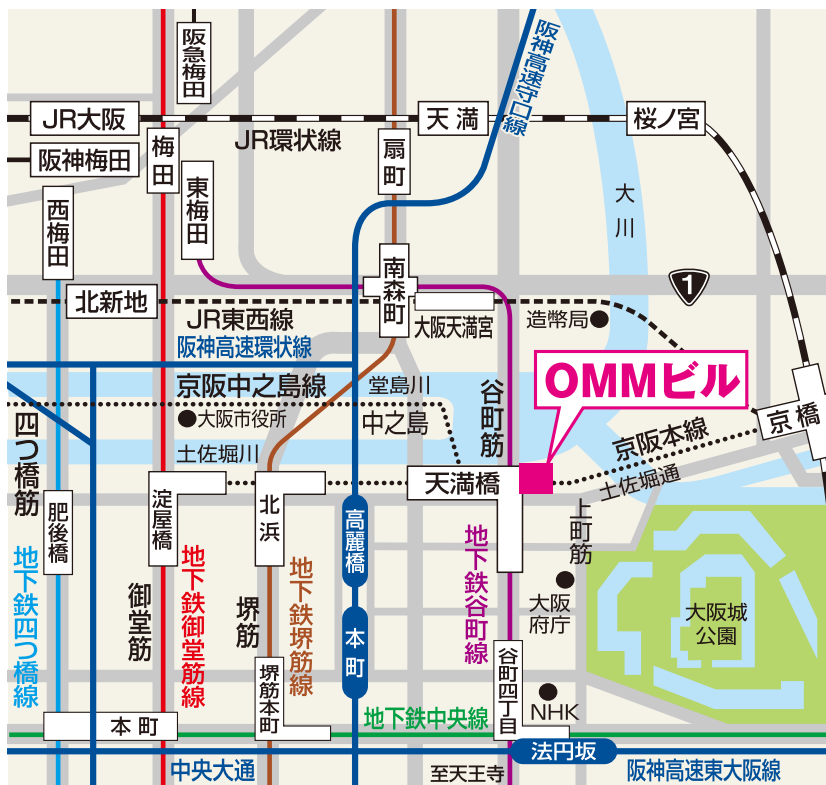 阪急梅田
阪神高速守口線
JR大阪
梅田
天満
桜ノ宮
JR環状線
扇町
阪神梅田
東梅田
西梅田
大川
南森町
1
北新地
JR東西線
大阪天満宮
造幣局
阪神高速環状線
OMMビル
京阪中之島線
堂島川
谷町筋
大阪市役所
中之島
京橋
四つ橋筋
土佐堀川
京阪本線
天満橋
土佐堀通
淀屋橋
北浜
肥後橋
高麗橋
上町筋
地下鉄四つ橋線
御堂筋
地下鉄御堂筋線
堺筋
地下鉄堺筋線
地下鉄谷町線
大阪
府庁
大阪城
公園
本町
堺筋本町
谷町四丁目
NHK
本町
地下鉄中央線
法円坂
中央大通
至天王寺
阪神高速東大阪線